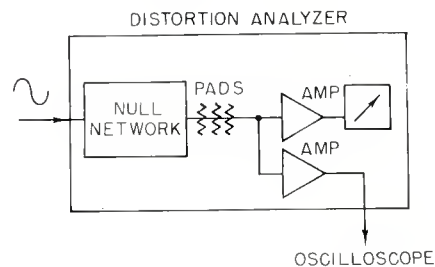 DISTORTION ANALYZER
NULL
NETWORK
PADS
AMP
AMP
OSCILLOSCOPE